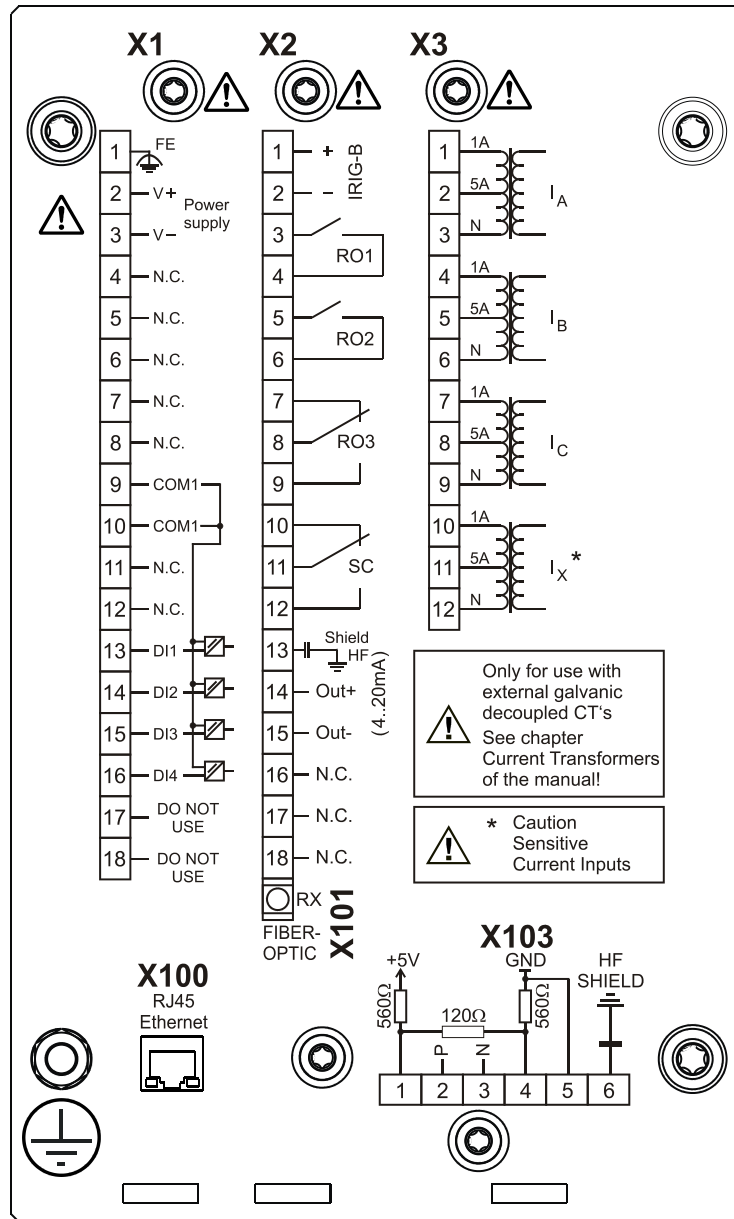 X1
X2
X3
1 FE
2 V+
Power
supply
3 V–
4 N.C.
5 N.C.
6 N.C.
7 N.C.
8 N.C.
9 COM1
10 COM1
11 N.C.
12 N.C.
13 DI1
14 DI2
15 DI3
16 DI4
17 DO NOT
USE
18 DO NOT
USE
1 +
2 –
IRIG-B
3
4
RO1
5
6
RO2
7
8
RO3
9
10
11
SC
12
13 Shield
HF
14 Out+
15 Out-
(4..20mA)
16 N.C.
17 N.C.
18 N.C.
RX
FIBER-
OPTIC
X101
1 1A
2 5A
IA
3 N
4 1A
5 5A
IB
6 N
7 1A
8 5A
IC
9 N
10 1A
11 5A
IX*
12 N
Only for use with
external galvanic
decoupled CT's
See chapter
Current Transformers
of the manual!
* Caution
Sensitive
Current Inputs
X100
RJ45
Ethernet
X103
+5V
GND
HF
SHIELD
560Ω
120Ω
560Ω
P
N
1 2 3 4 5 6